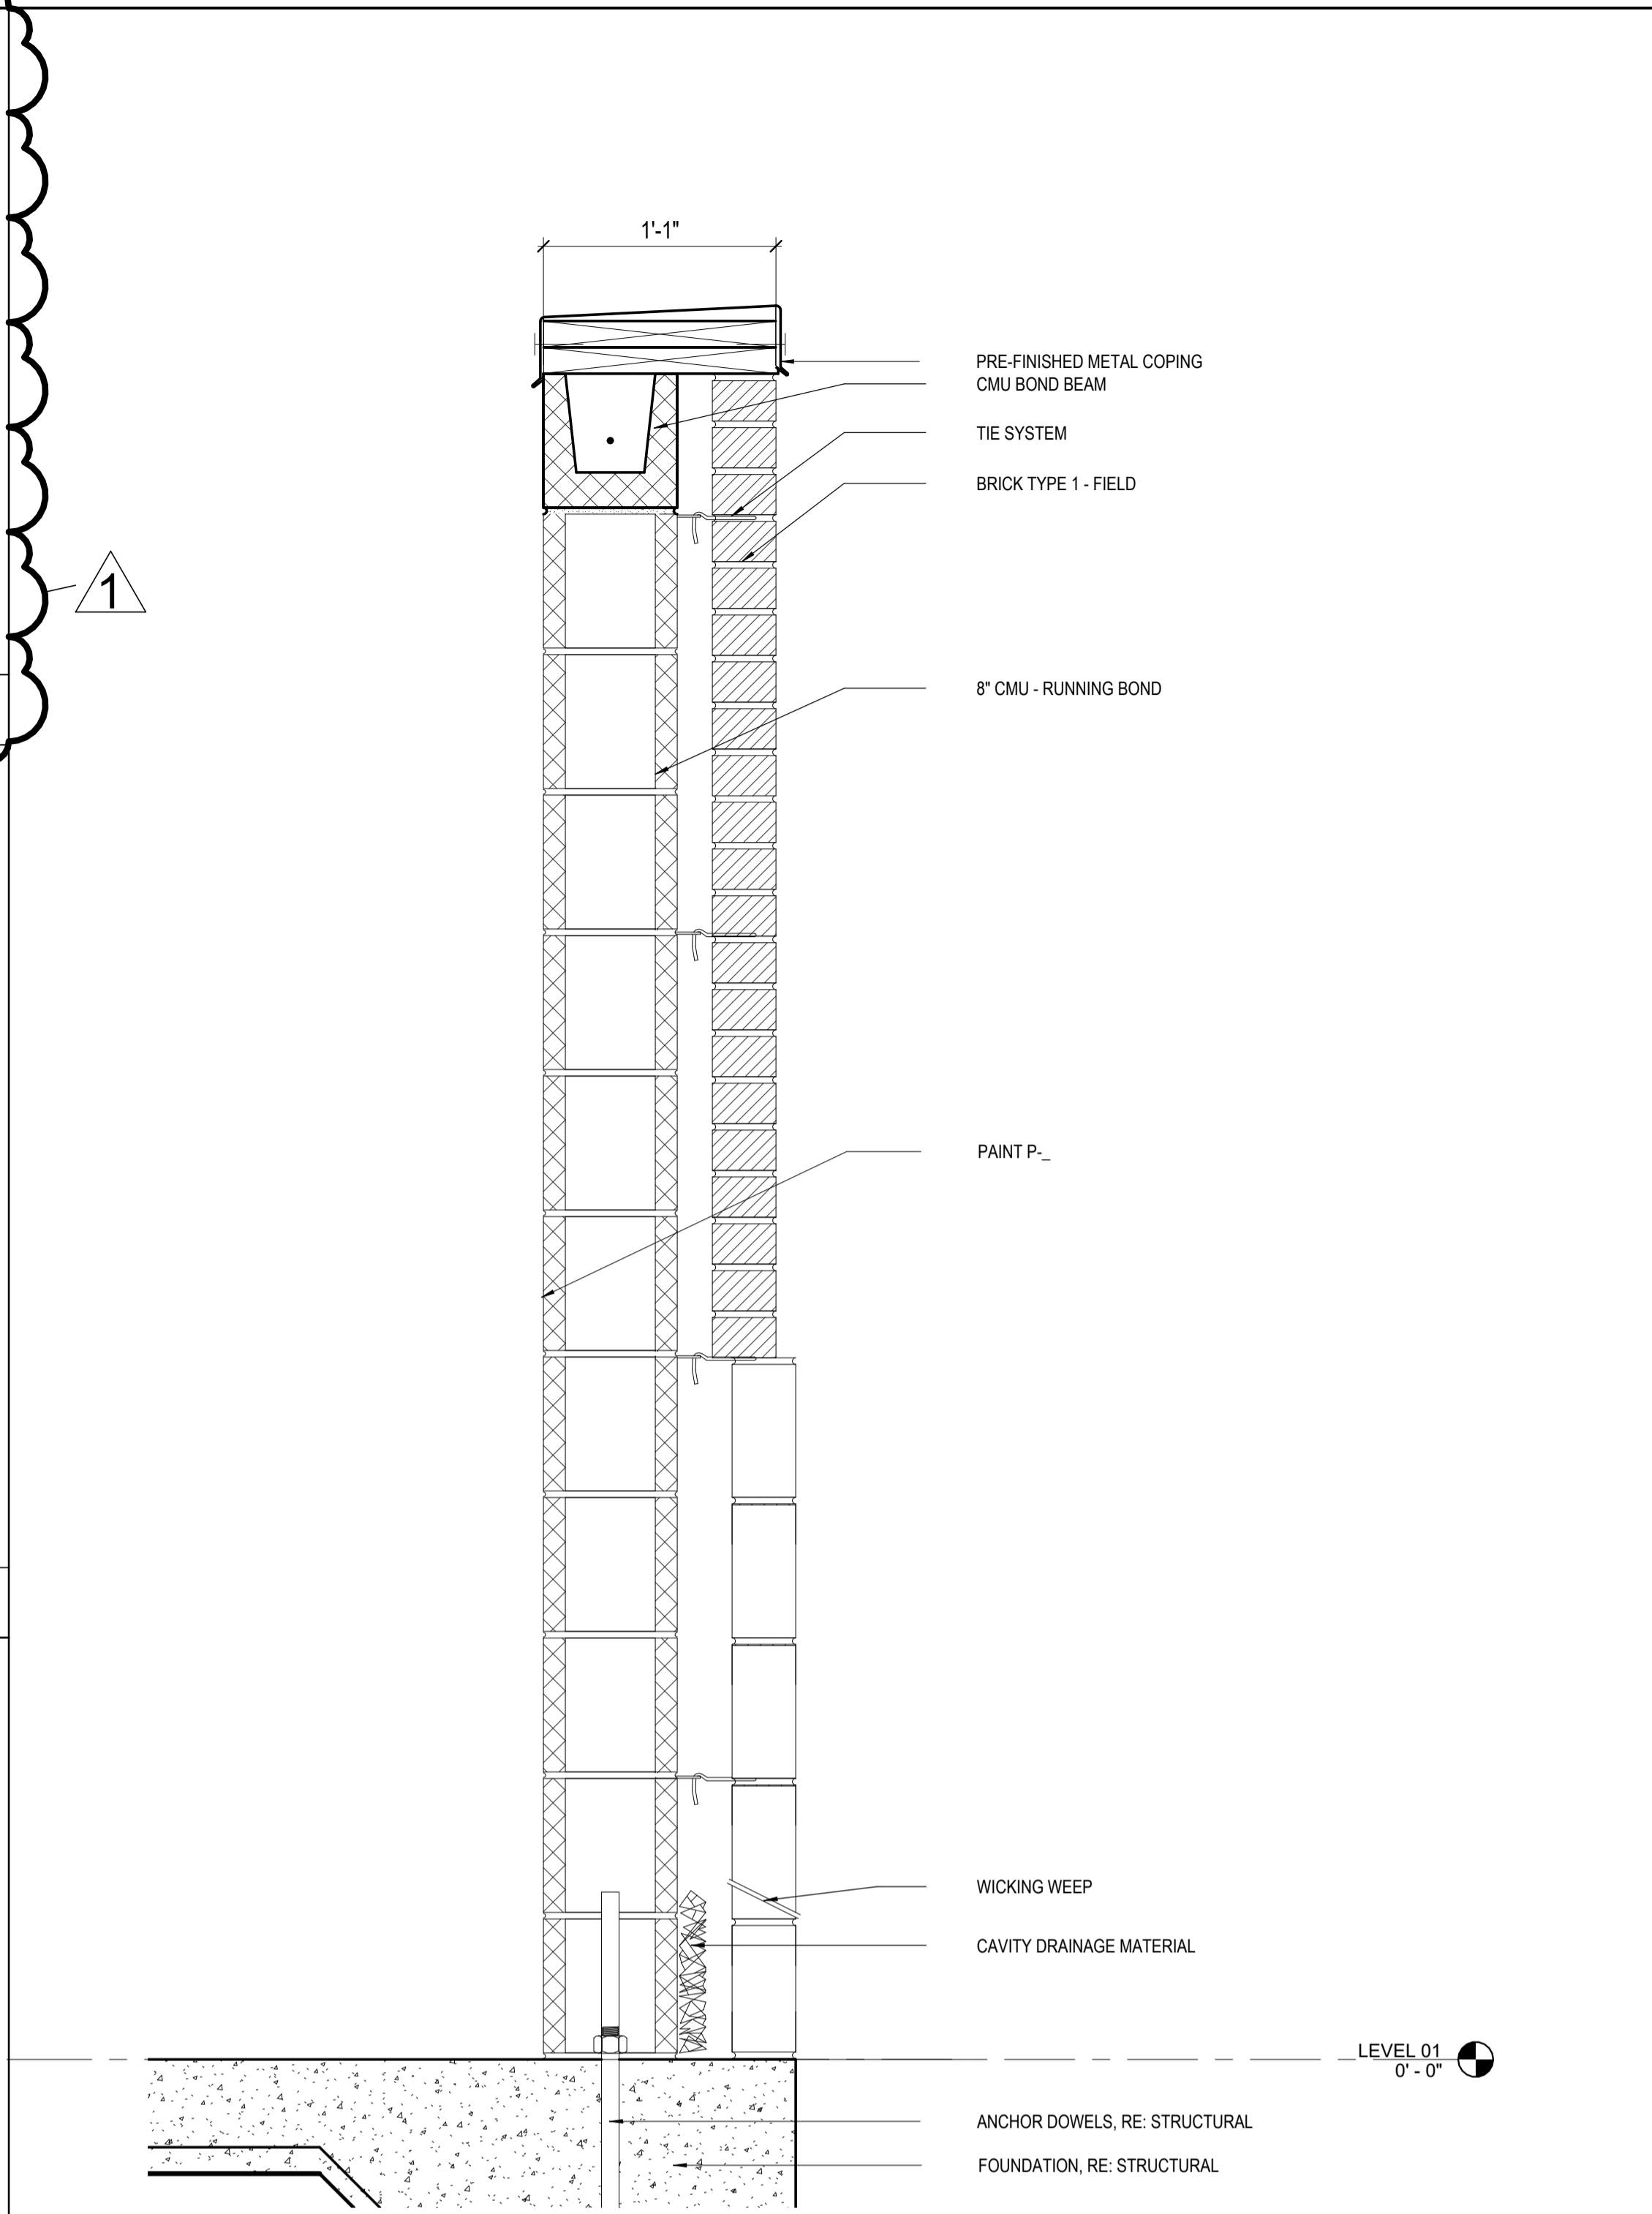 1'-1"
PRE-FINISHED METAL COPING
CMU BOND BEAM
TIE SYSTEM
BRICK TYPE 1 - FIELD
1
8" CMU - RUNNING BOND
PAINT P-_
WICKING WEEP
CAVITY DRAINAGE MATERIAL
LEVEL 01
0' - 0"
ANCHOR DOWELS, RE: STRUCTURAL
FOUNDATION, RE: STRUCTURAL